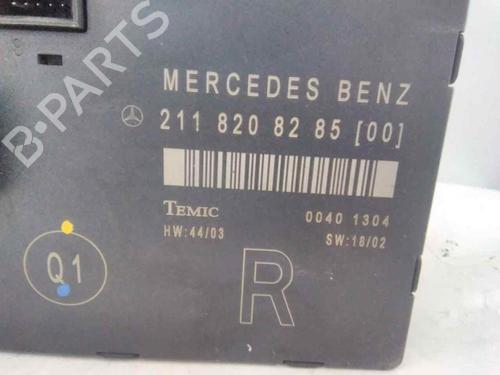 B-PARTS
MERCEDES BENZ
211 820 82 85 [00]
TEMIC 0040 1304
HW:44/03 SW:18/02
Q1
R